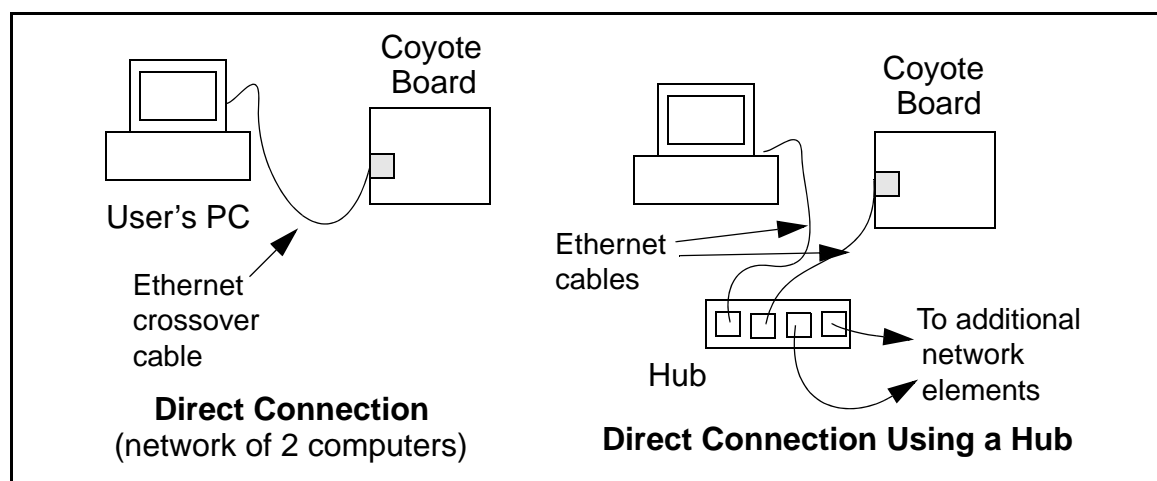 Coyote
Board
User's PC
Ethernet
crossover
cable
Direct Connection
(network of 2 computers)
Coyote
Board
Ethernet
cables
Hub
To additional
network
elements
Direct Connection Using a Hub